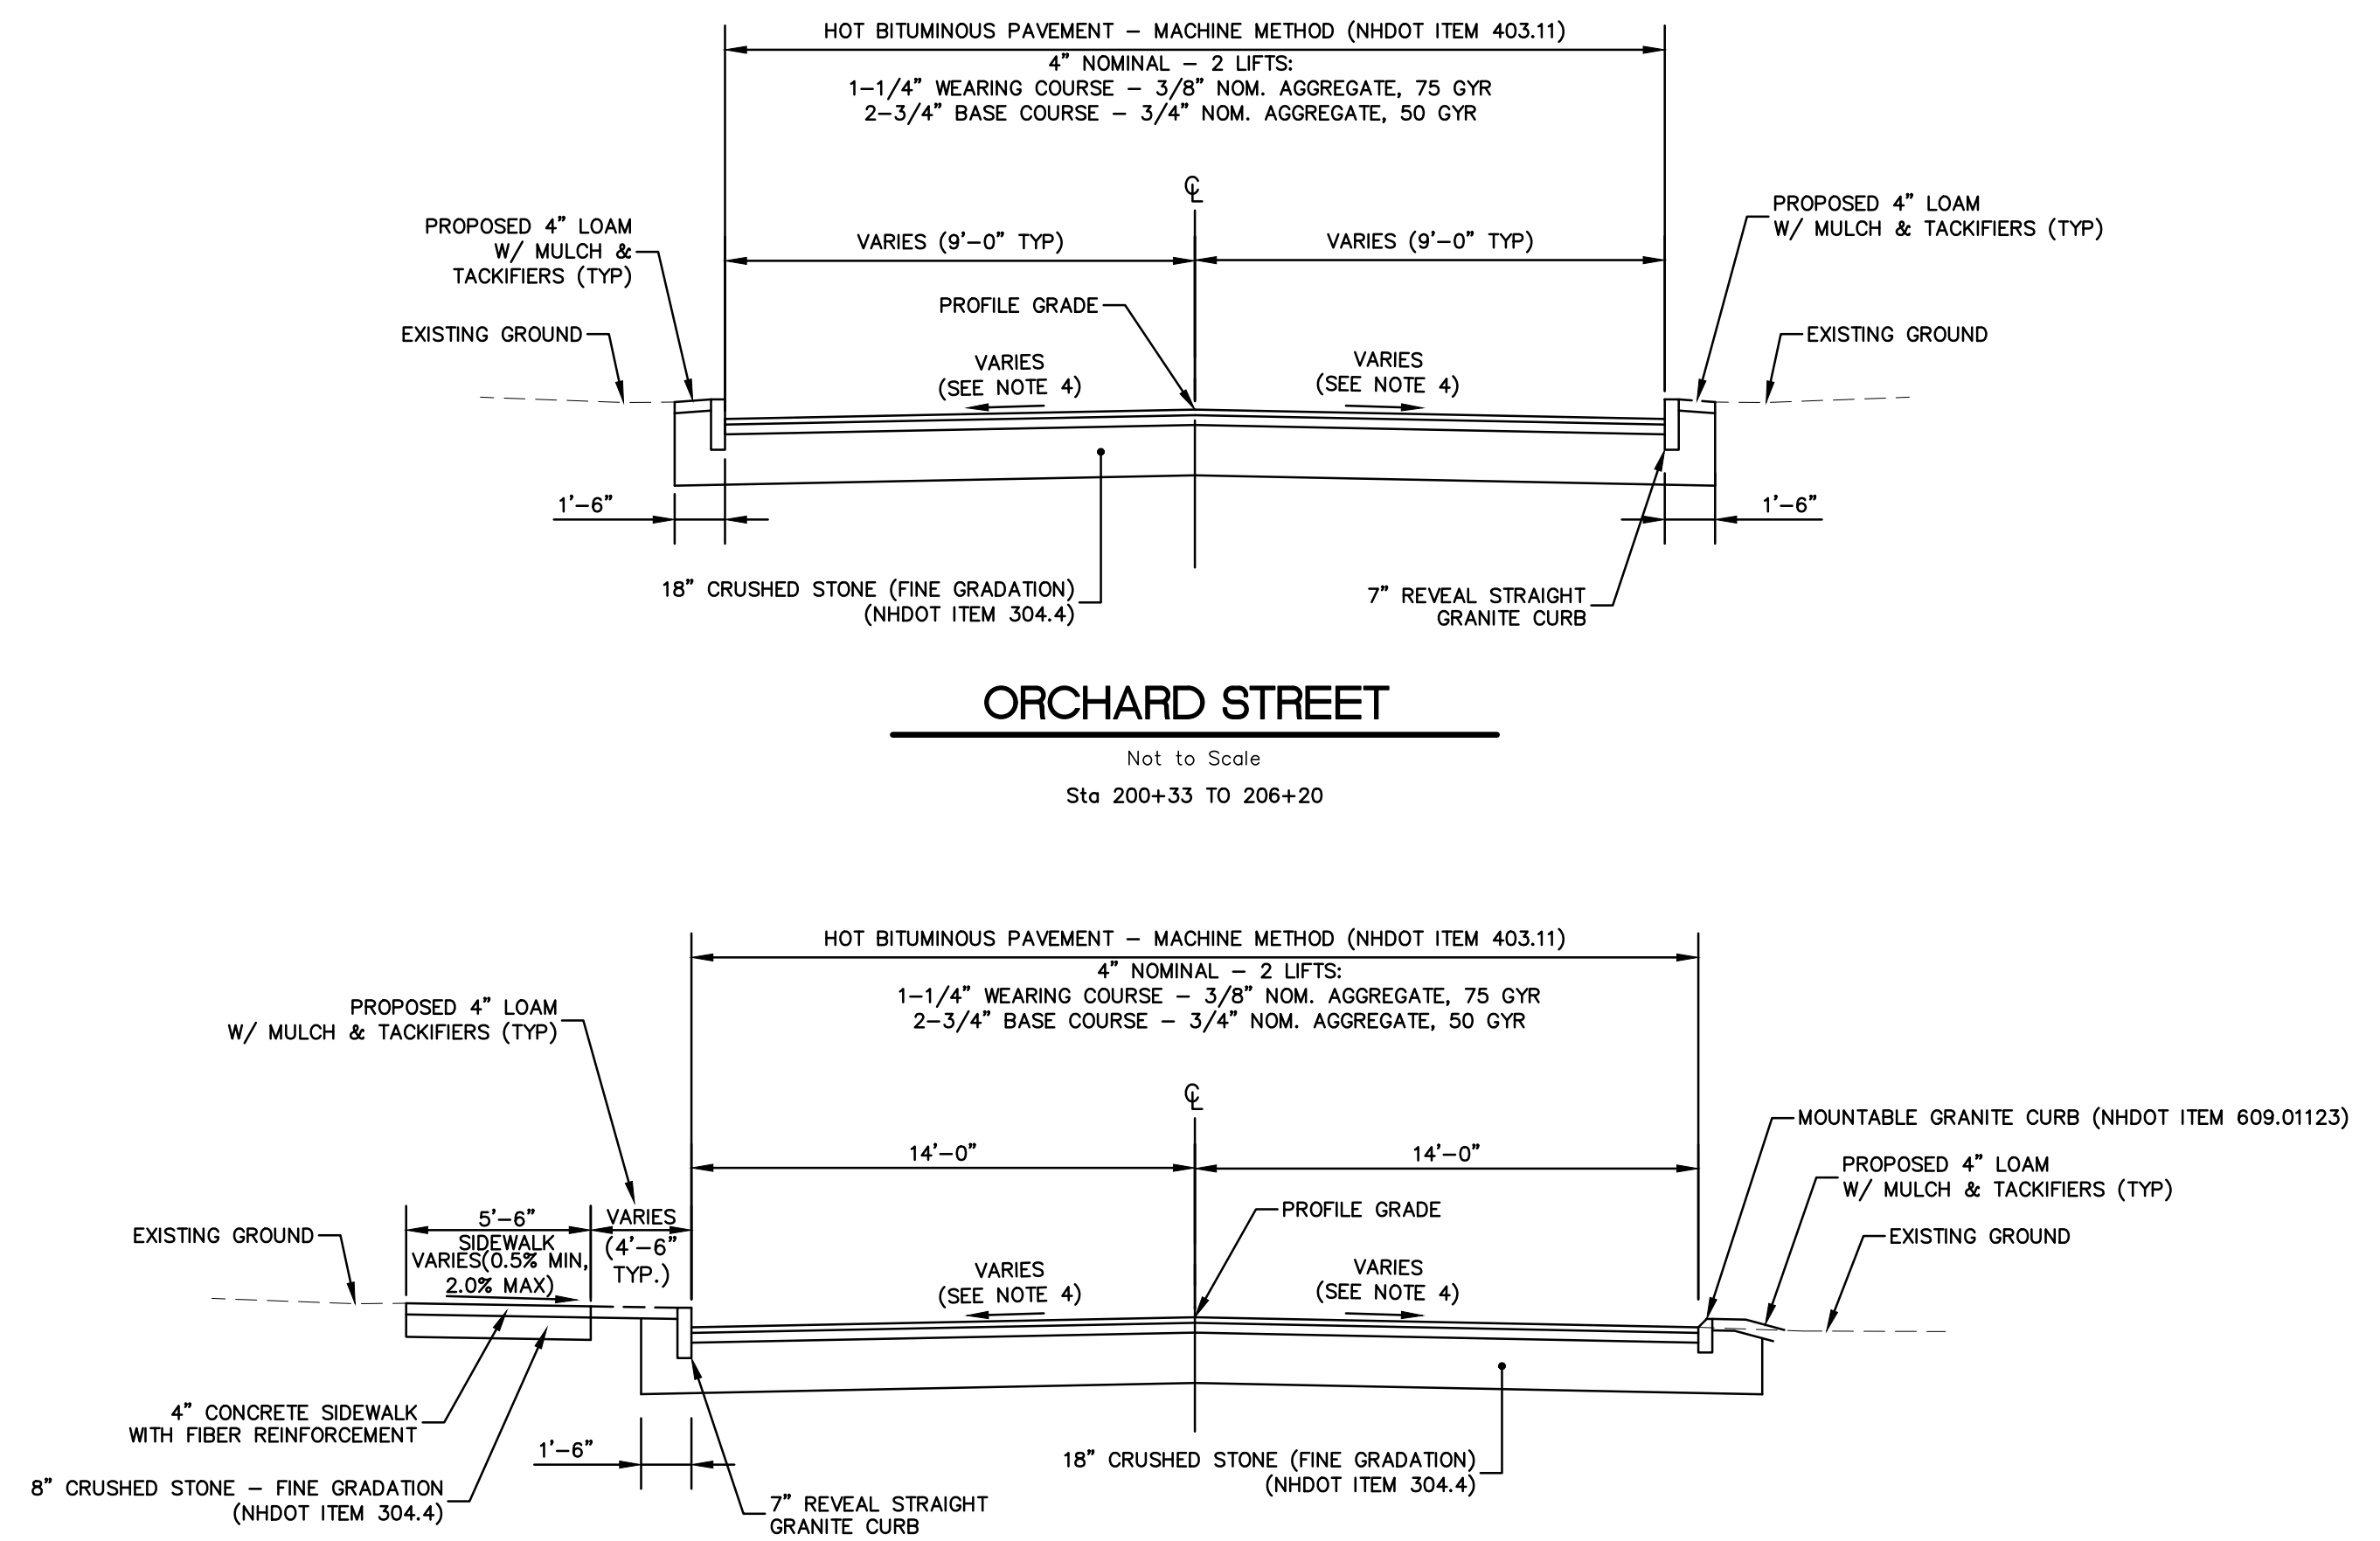 HOT BITUMINOUS PAVEMENT – MACHINE METHOD (NHDOT ITEM 403.11)
4" NOMINAL – 2 LIFTS:
1-1/4" WEARING COURSE – 3/8" NOM. AGGREGATE, 75 GYR
2-3/4" BASE COURSE – 3/4" NOM. AGGREGATE, 50 GYR
℄
PROPOSED 4" LOAM
W/ MULCH &
TACKIFIERS (TYP)
VARIES (9'-0" TYP)
VARIES (9'-0" TYP)
PROPOSED 4" LOAM
W/ MULCH & TACKIFIERS (TYP)
PROFILE GRADE
EXISTING GROUND
EXISTING GROUND
VARIES
(SEE NOTE 4)
VARIES
(SEE NOTE 4)
1'-6"
1'-6"
18" CRUSHED STONE (FINE GRADATION)
(NHDOT ITEM 304.4)
7" REVEAL STRAIGHT
GRANITE CURB
ORCHARD STREET
Not to Scale
Sta 200+33 TO 206+20
HOT BITUMINOUS PAVEMENT – MACHINE METHOD (NHDOT ITEM 403.11)
4" NOMINAL – 2 LIFTS:
1-1/4" WEARING COURSE – 3/8" NOM. AGGREGATE, 75 GYR
2-3/4" BASE COURSE – 3/4" NOM. AGGREGATE, 50 GYR
PROPOSED 4" LOAM
W/ MULCH & TACKIFIERS (TYP)
℄
MOUNTABLE GRANITE CURB (NHDOT ITEM 609.01123)
14'-0"
14'-0"
PROPOSED 4" LOAM
W/ MULCH & TACKIFIERS (TYP)
PROFILE GRADE
EXISTING GROUND
5'-6"
SIDEWALK
VARIES(0.5% MIN,
2.0% MAX)
VARIES
(4'-6"
TYP.)
EXISTING GROUND
VARIES
(SEE NOTE 4)
VARIES
(SEE NOTE 4)
4" CONCRETE SIDEWALK
WITH FIBER REINFORCEMENT
1'-6"
18" CRUSHED STONE (FINE GRADATION)
(NHDOT ITEM 304.4)
8" CRUSHED STONE – FINE GRADATION
(NHDOT ITEM 304.4)
7" REVEAL STRAIGHT
GRANITE CURB